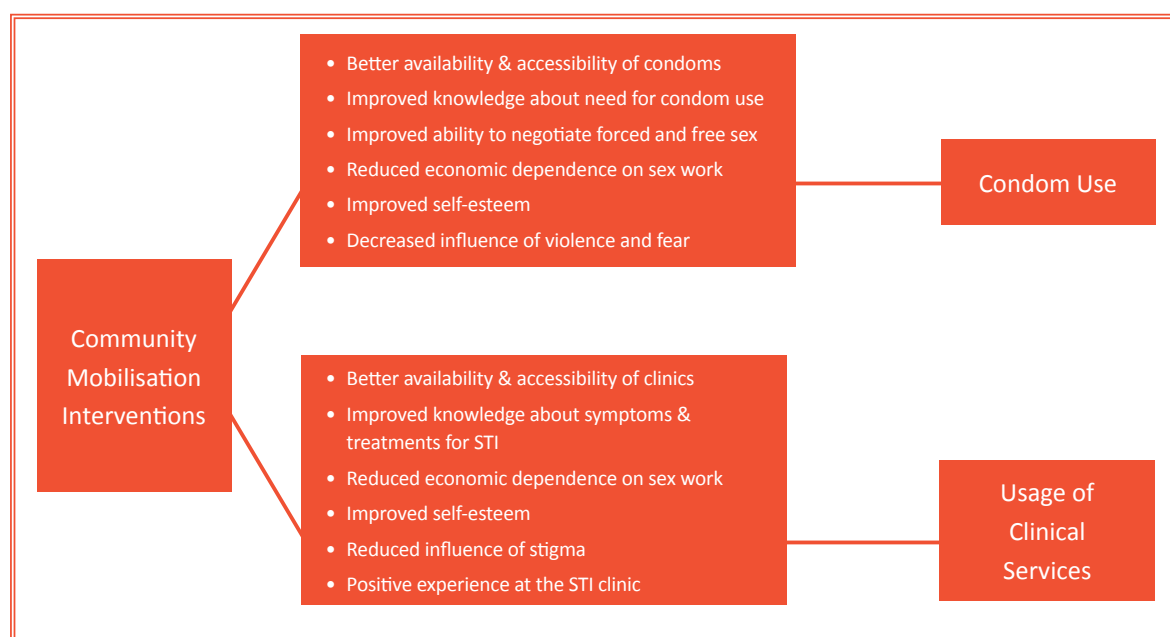 • Better availability & accessibility of condoms
• Improved knowledge about need for condom use
• Improved ability to negotiate forced and free sex
• Reduced economic dependence on sex work
• Improved self-esteem
• Decreased influence of violence and fear
Condom Use
Community
Mobilisation
Interventions
• Better availability & accessibility of clinics
• Improved knowledge about symptoms &
treatments for STI
• Reduced economic dependence on sex work
• Improved self-esteem
• Reduced influence of stigma
• Positive experience at the STI clinic
Usage of
Clinical
Services